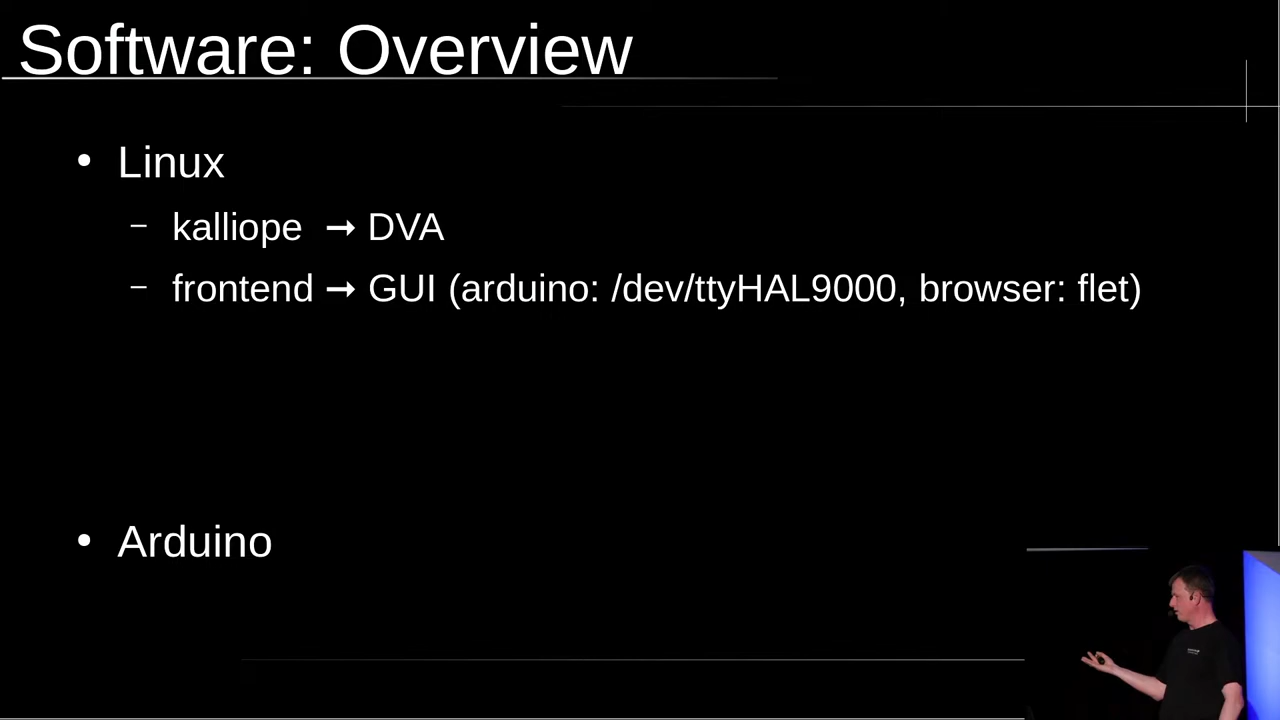 Software: Overview
• Linux
– kalliope → DVA
– frontend → GUI (arduino: /dev/ttyHAL9000, browser: flet)
• Arduino